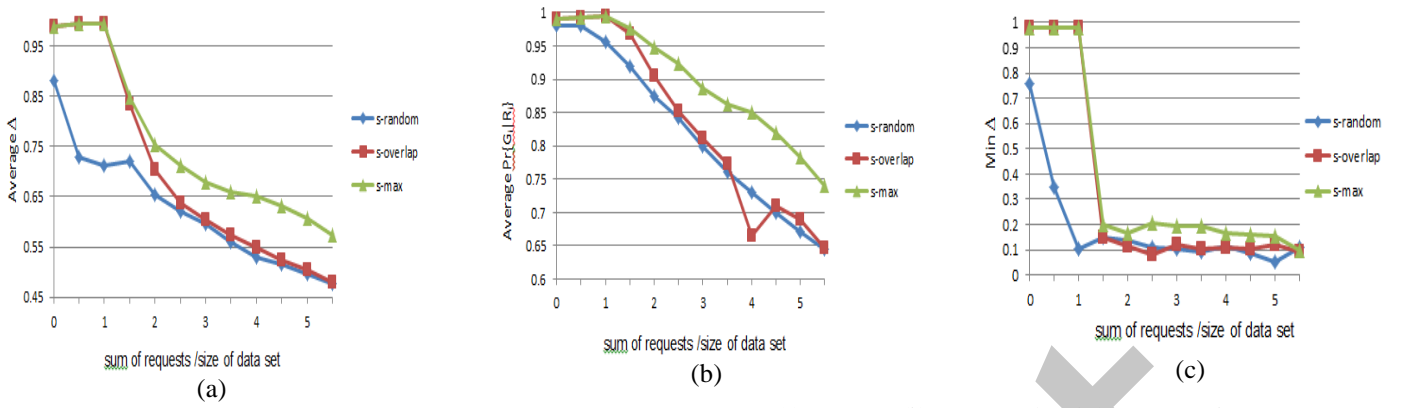 Average Δ
0.95
0.85
0.75
0.65
0.55
0.45
0 1 2 3 4 5
sum of requests /size of data set
s-random
s-overlap
s-max
(a)
Average Pr{Gᵢ|Rᵢ}
1
0.95
0.9
0.85
0.8
0.75
0.7
0.65
0.6
0 1 2 3 4 5
sum of requests /size of data set
s-random
s-overlap
s-max
(b)
Min Δ
1
0.9
0.8
0.7
0.6
0.5
0.4
0.3
0.2
0.1
0
0 1 2 3 4 5
sum of requests /size of data set
s-random
s-overlap
s-max
(c)